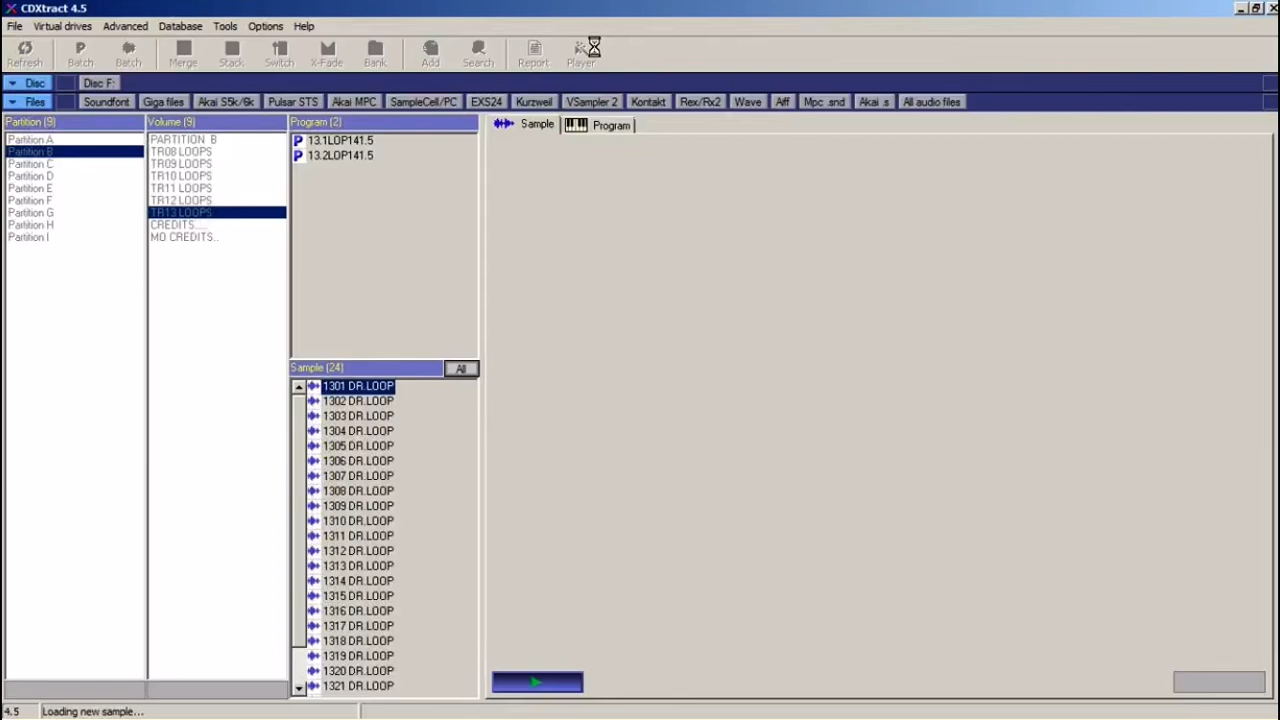 CDXtract 4.5
File Virtual drives Advanced Database Tools Options Help
Refresh Batch Batch Merge Stack Switch X-Fade Bank Add Search Report Player
Disc Disc F:
Files Soundfont Giga files Akai S5k/6k Pulsar STS Akai MPC SampleCell/PC EXS24 Kurzweil VSampler 2 Kontakt Rex/Rx2 Wave Aff Mpc .snd Akai .s All audio files
Partition (9)
Partition A
Partition B
Partition C
Partition D
Partition E
Partition F
Partition G
Partition H
Partition I
Volume (9)
PARTITION B
TR08 LOOPS
TR09 LOOPS
TR10 LOOPS
TR11 LOOPS
TR12 LOOPS
TR13 LOOPS
CREDITS.....
MO CREDITS..
Program (2)
P 13.1LOP141.5
P 13.2LOP141.5
Sample (24) All
1301 DR.LOOP
1302 DR.LOOP
1303 DR.LOOP
1304 DR.LOOP
1305 DR.LOOP
1306 DR.LOOP
1307 DR.LOOP
1308 DR.LOOP
1309 DR.LOOP
1310 DR.LOOP
1311 DR.LOOP
1312 DR.LOOP
1313 DR.LOOP
1314 DR.LOOP
1315 DR.LOOP
1316 DR.LOOP
1317 DR.LOOP
1318 DR.LOOP
1319 DR.LOOP
1320 DR.LOOP
1321 DR.LOOP
Sample Program
4.5 Loading new sample...